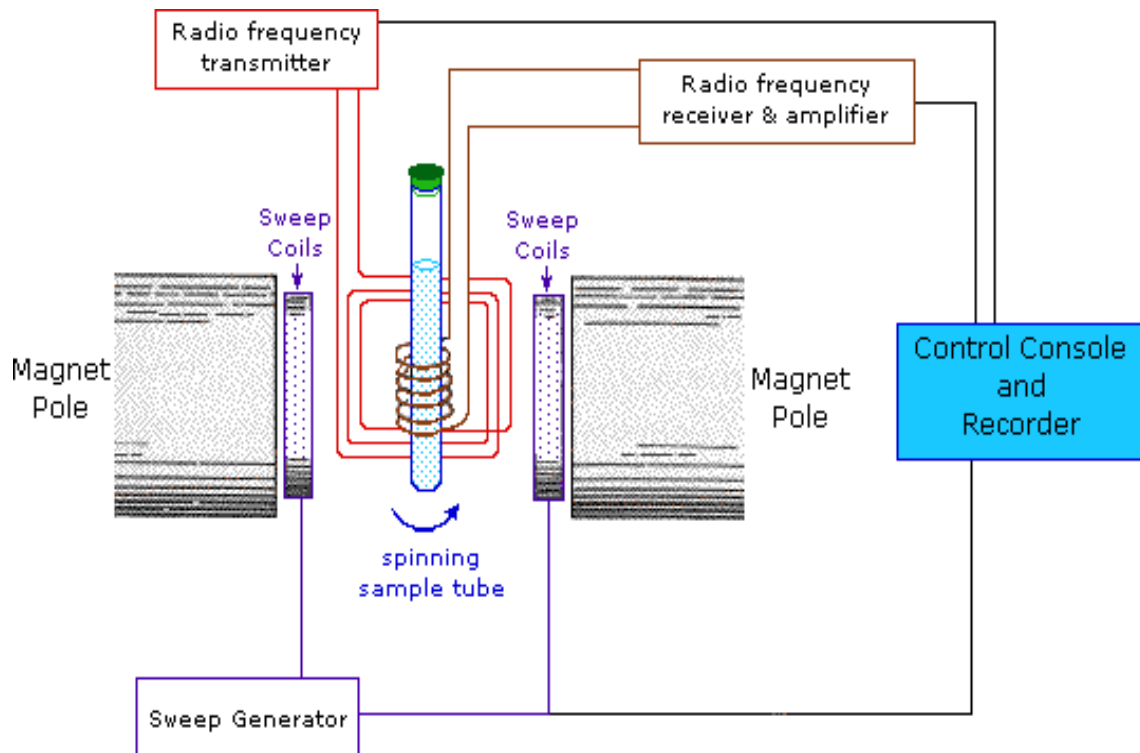 Radio frequency
transmitter
Radio frequency
receiver & amplifier
Sweep
Coils
Sweep
Coils
Magnet
Pole
Magnet
Pole
Control Console
and
Recorder
spinning
sample tube
Sweep Generator